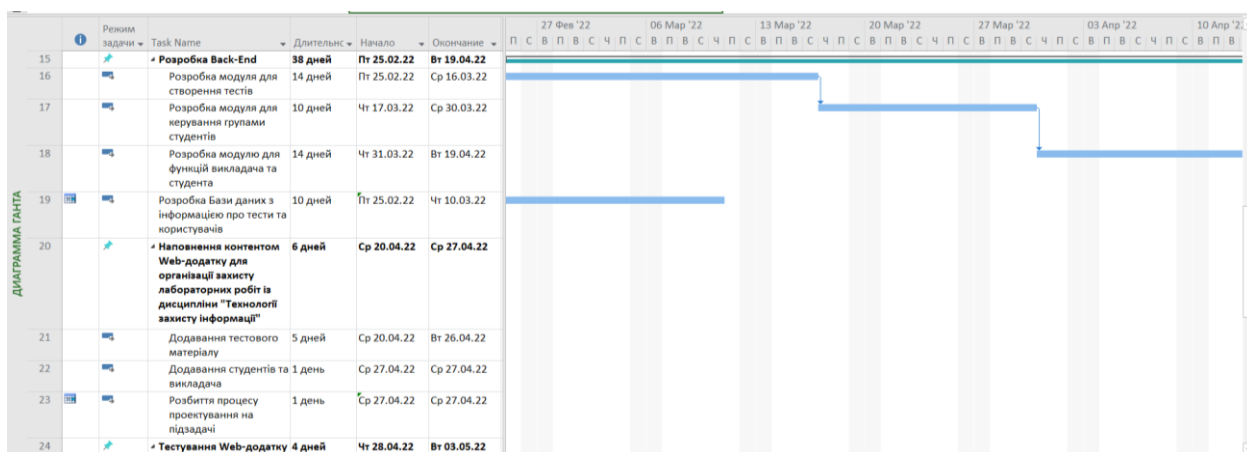 27 Фев '22 06 Мар '22 13 Мар '22 20 Мар '22 27 Мар '22 03 Апр '22 10 Апр '22
Режим
задачи Task Name Длительнс Начало Окончание П С В П В С Ч П С В П В С Ч П С В П В С Ч П С В П В С Ч П С В П В С Ч П С В П В С Ч П С В П В
15 Розробка Back-End 38 дней Пт 25.02.22 Вт 19.04.22
16 Розробка модуля для 14 дней Пт 25.02.22 Ср 16.03.22
створення тестів
17 Розробка модуля для 10 дней Чт 17.03.22 Ср 30.03.22
керування групами
студентів
18 Розробка модулю для 14 дней Чт 31.03.22 Вт 19.04.22
функцій викладача та
студента
19 Розробка Бази даних з 10 дней Пт 25.02.22 Чт 10.03.22
інформацією про тести та
користувачів
20 Наповнення контентом 6 дней Ср 20.04.22 Ср 27.04.22
Web-додатку для
організації захисту
лабораторних робіт із
дисципліни "Технології
захисту інформації"
21 Додавання тестового 5 дней Ср 20.04.22 Вт 26.04.22
матеріалу
22 Додавання студентів та 1 день Ср 27.04.22 Ср 27.04.22
викладача
23 Розбиття процесу 1 день Ср 27.04.22 Ср 27.04.22
проектування на
підзадачі
24 Тестування Web-додатку 4 дней Чт 28.04.22 Вт 03.05.22
ДИАГРАММА ГАНТА